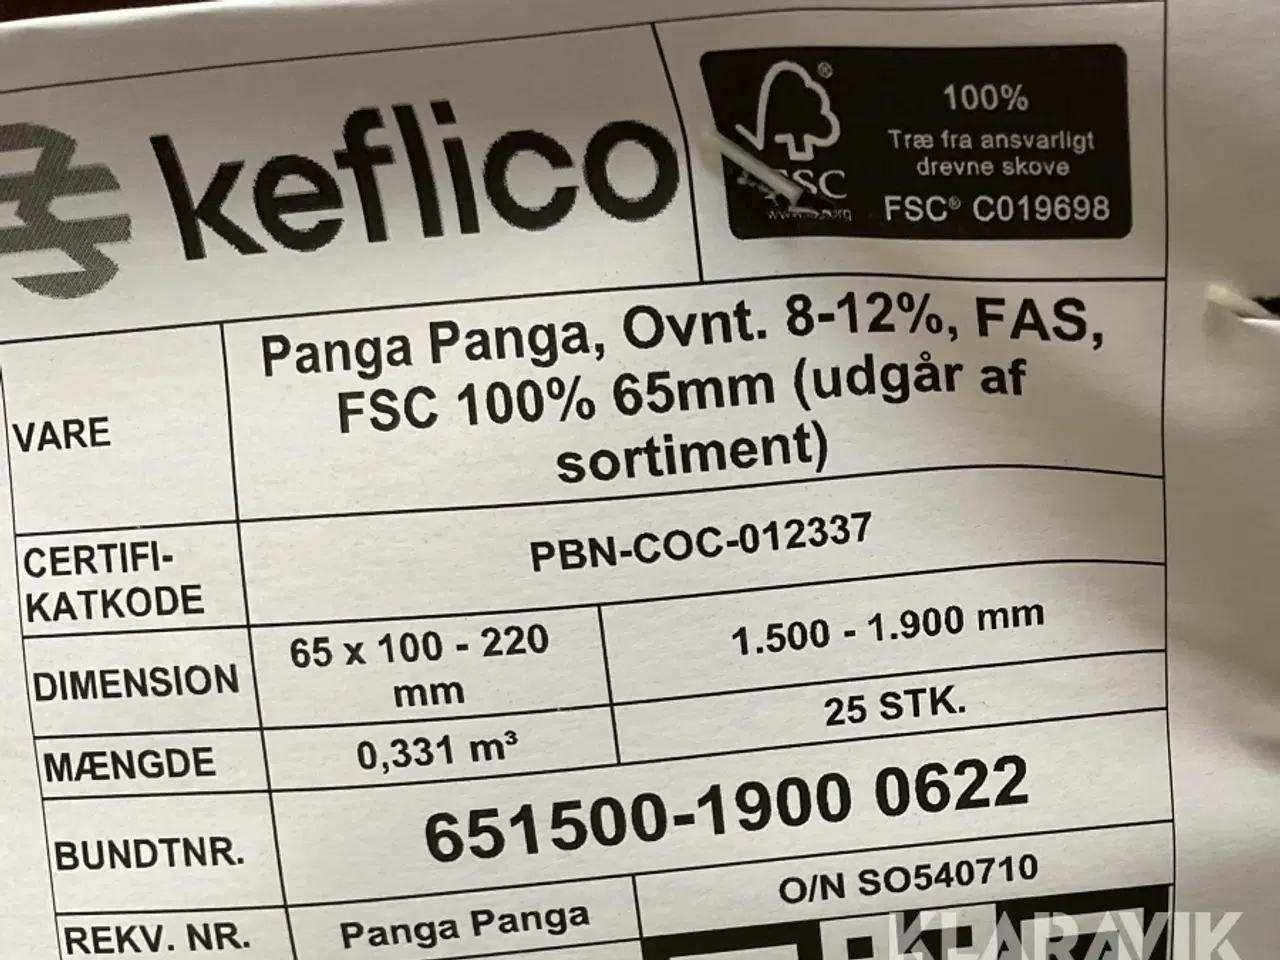 keflico
100%
Træ fra ansvarligt
drevne skove
FSC® C019698
Panga Panga, Ovnt. 8-12%, FAS,
FSC 100% 65mm (udgår af
sortiment)
VARE
CERTIFI-
KATKODE
PBN-COC-012337
DIMENSION
65 x 100 - 220
mm
1.500 - 1.900 mm
MÆNGDE
0,331 m³
25 STK.
BUNDTNR.
651500-1900 0622
REKV. NR.
Panga Panga
O/N SO540710
KLARAVIK